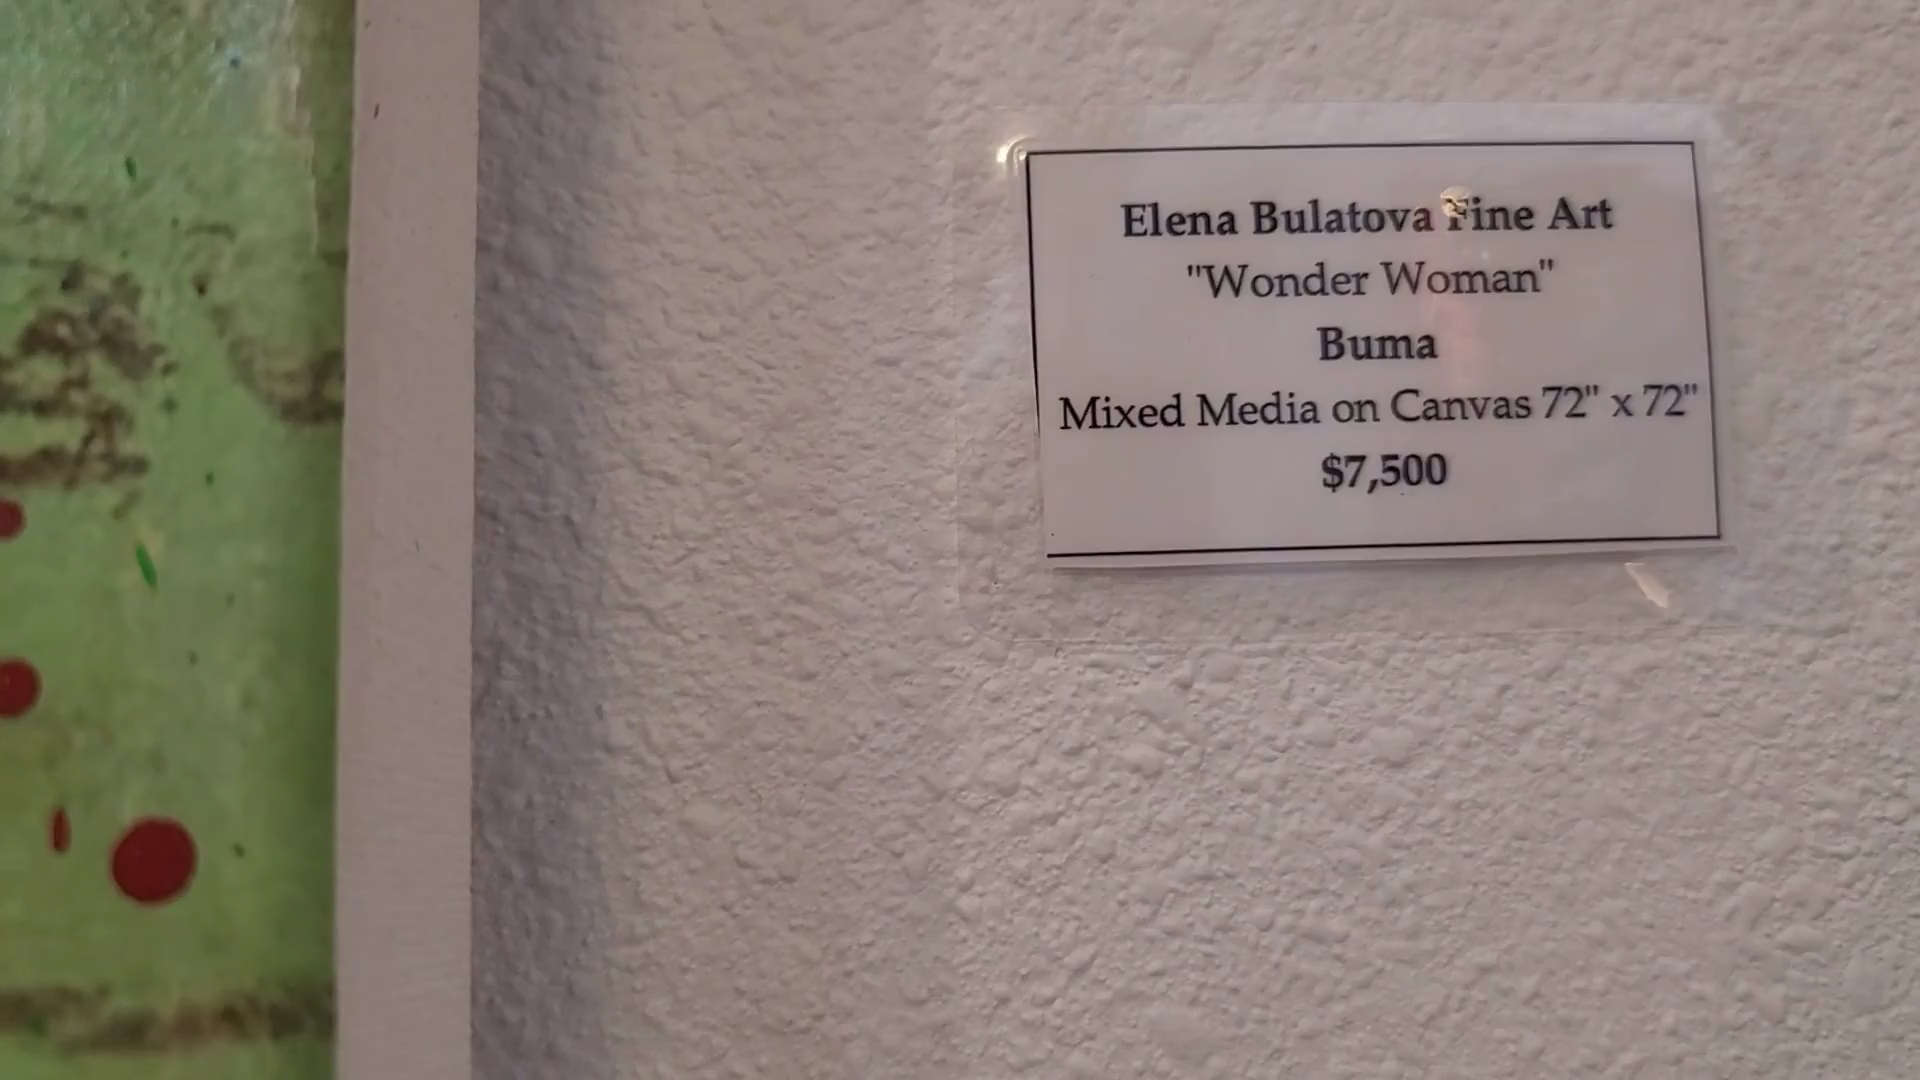 Elena Bulatova Fine Art
"Wonder Woman"
Buma
Mixed Media on Canvas 72" x 72"
$7,500